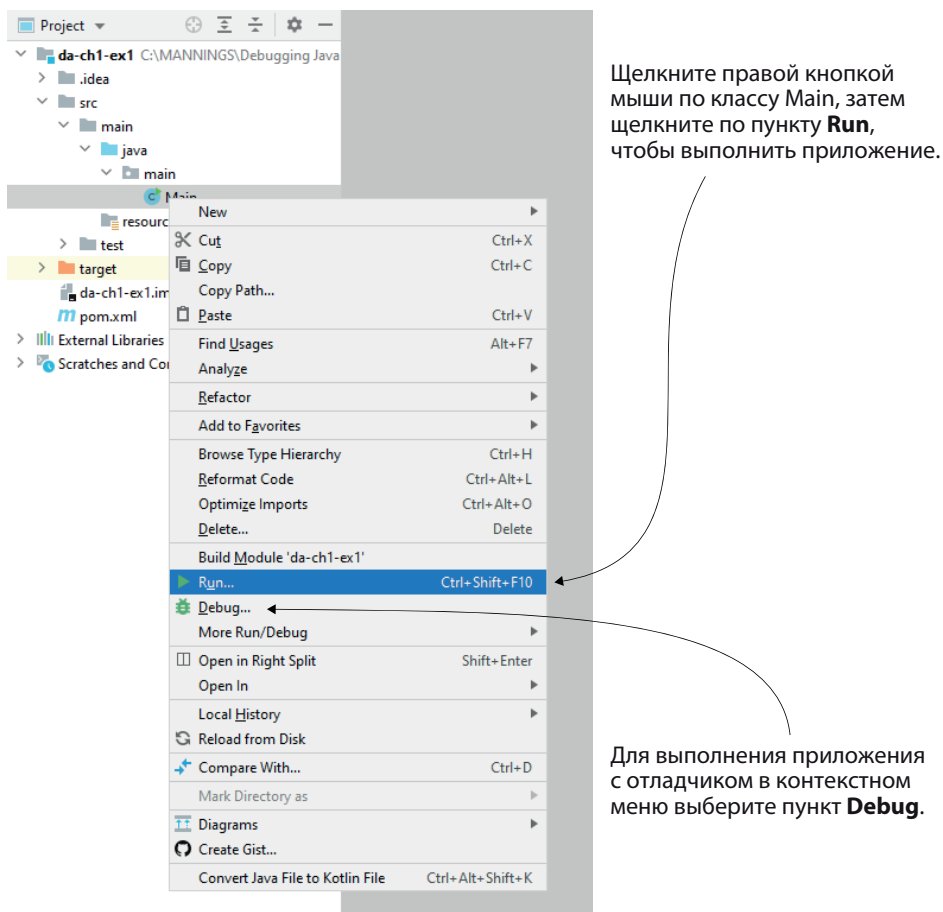 Project
da-ch1-ex1 C:\MANNINGS\Debugging Java
.idea
src
main
java
main
Main
resourc
test
target
da-ch1-ex1.im
pom.xml
External Libraries
Scratches and Cor
New
Cut Ctrl+X
Copy Ctrl+C
Copy Path...
Paste Ctrl+V
Find Usages Alt+F7
Analyze
Refactor
Add to Favorites
Browse Type Hierarchy Ctrl+H
Reformat Code Ctrl+Alt+L
Optimize Imports Ctrl+Alt+O
Delete... Delete
Build Module 'da-ch1-ex1'
Run... Ctrl+Shift+F10
Debug...
More Run/Debug
Open in Right Split Shift+Enter
Open In
Local History
Reload from Disk
Compare With... Ctrl+D
Mark Directory as
Diagrams
Create Gist...
Convert Java File to Kotlin File Ctrl+Alt+Shift+K
Щелкните правой кнопкой
мыши по классу Main, затем
щелкните по пункту Run,
чтобы выполнить приложение.
Для выполнения приложения
с отладчиком в контекстном
меню выберите пункт Debug.